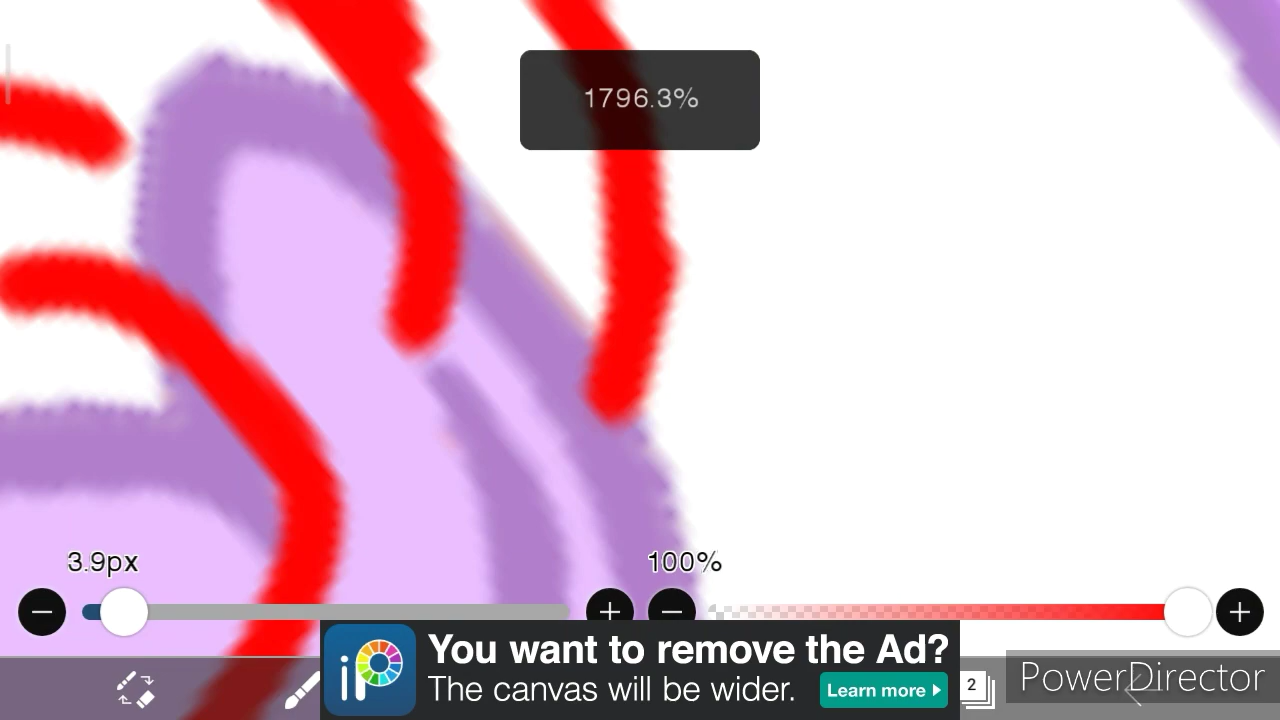 1796.3%
3.9px
100%
iP
You want to remove the Ad?
The canvas will be wider.
Learn more
2
PowerDirector